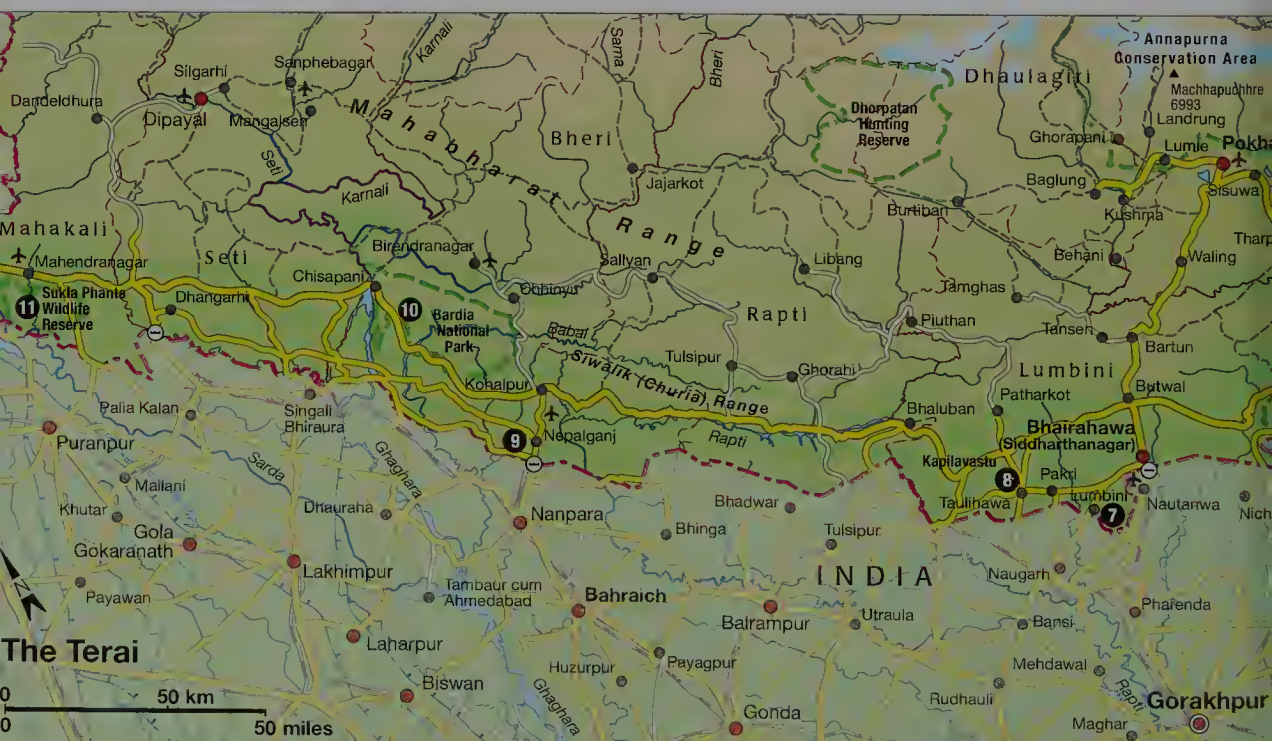 Annapurna
Conservation Area
Machhapuchhre
6993
Landrung
Dhaulagiri
Karnali
Sama
Bheri
Silgarhi
Sanphebagar
Dandeldhura
Dipayal
Mangalsen
Seti
Mahabharat Range
Bheri
Dhorpatan
Hunting
Reserve
Ghorapani
Lumle
Pokha
Baglung
Sisuwa
Kushma
Jajarkot
Karnali
Burtiban
Mahakali
Seti
Birendranagar
Sallyan
Libang
Behani
Waling
Tharp
Mahendranagar
Chisapani
Chhinyu
Tamghas
11
Sukla Phanta
Wildlife
Reserve
Dhangarhi
10
Bardia
National
Park
Babai
Rapti
Piuthan
Tansen
Bartun
Siwalik (Churia) Range
Tulsipur
Ghorahi
Lumbini
Kohalpur
Butwal
Patharkot
Palia Kalan
Singali
Bhiraura
Bhaluban
Bhairahawa
(Siddharthanagar)
Puranpur
9
Nepalganj
Rapti
Kapilavastu
8
Pakri
Sarda
Ghaghara
Mailani
Taulihawa
Lumbini
7
Nautanwa
Nich
Khutar
Dhauraha
Nanpara
Bhadwar
Bhinga
Tulsipur
Gola
Gokaranath
Lakhimpur
INDIA
Naugarh
Payawan
Tambaur cum
Ahmedabad
Bahraich
Balrampur
Utraula
Bansi
Pharenda
The Terai
Laharpur
Huzurpur
Payagpur
Mehdawal
Rapti
0
50 km
Biswan
Ghaghara
Rudhauli
Gorakhpur
0
50 miles
Gonda
Maghar